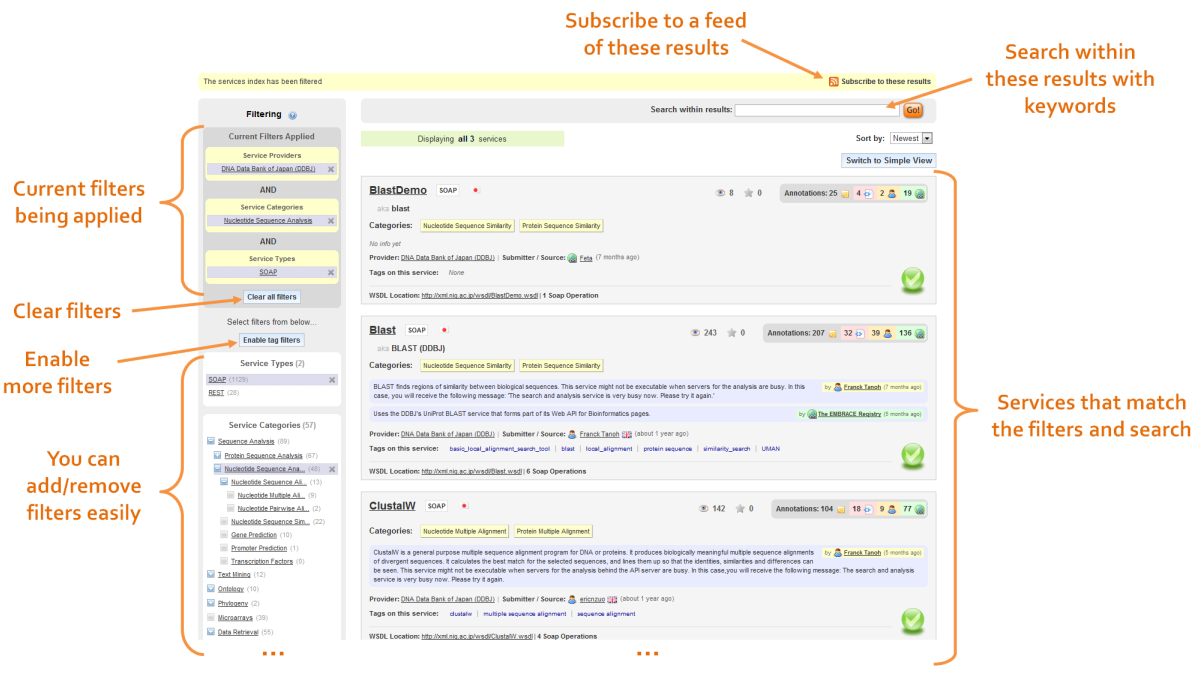 Subscribe to a feed
of these results
Search within
these results with
keywords
The services index has been filtered
Subscribe to these results
Filtering
Search within results:
Go!
Current Filters Applied
Displaying all 3 services
Sort by: Newest
Switch to Simple View
Service Providers
DNA Data Bank of Japan (DDBJ)
AND
Service Categories
Nucleotide Sequence Analysis
AND
Service Types
SOAP
Clear all filters
Select filters from below...
Enable tag filters
Service Types (2)
SOAP (1129)
REST (28)
Service Categories (57)
Sequence Analysis (89)
Protein Sequence Analysis (67)
Nucleotide Sequence Ana... (48)
Nucleotide Sequence Ali... (13)
Nucleotide Multiple Ali... (9)
Nucleotide Pairwise Ali... (2)
Nucleotide Sequence Sim... (22)
Gene Prediction (10)
Promoter Prediction (1)
Transcription Factors (0)
Text Mining (12)
Ontology (10)
Phylogeny (2)
Microarrays (39)
Data Retrieval (55)
...
Current filters
being applied
Clear filters
Enable
more filters
You can
add/remove
filters easily
BlastDemo SOAP
8 0 Annotations: 25 4 2 19
aka blast
Categories: Nucleotide Sequence Similarity Protein Sequence Similarity
No info yet
Provider: DNA Data Bank of Japan (DDBJ) | Submitter / Source: Feta (7 months ago)
Tags on this service: None
WSDL Location: http://xml.nig.ac.jp/wsdl/BlastDemo.wsdl | 1 Soap Operation
Blast SOAP
243 0 Annotations: 207 32 39 136
aka BLAST (DDBJ)
Categories: Nucleotide Sequence Similarity Protein Sequence Similarity
BLAST finds regions of similarity between biological sequences. This service might not be executable when servers for the analysis are busy. In this
case, you will receive the following message: 'The search and analysis service is very busy now. Please try it again.'
by Franck Tanoh (7 months ago)
Uses the DDBJ's UniProt BLAST service that forms part of its Web API for Bioinformatics pages.
by The EMBRACE Registry (5 months ago)
Provider: DNA Data Bank of Japan (DDBJ) | Submitter / Source: Franck Tanoh (about 1 year ago)
Tags on this service: basic_local_alignment_search_tool | blast | local_alignment | protein sequence | similarity_search | UMAN
WSDL Location: http://xml.nig.ac.jp/wsdl/Blast.wsdl | 6 Soap Operations
ClustalW SOAP
142 0 Annotations: 104 18 9 77
Categories: Nucleotide Multiple Alignment Protein Multiple Alignment
ClustalW is a general purpose multiple sequence alignment program for DNA or proteins. It produces biologically meaningful multiple sequence alignments
of divergent sequences. It calculates the best match for the selected sequences, and lines them up so that the identities, similarities and differences can
be seen. This service might not be executable when servers for the analysis behind the API server are busy. In this case,you will receive the following message: 'The search and analysis
service is very busy now. Please try it again.
by Franck Tanoh (5 months ago)
Provider: DNA Data Bank of Japan (DDBJ) | Submitter / Source: ericnzuo (about 1 year ago)
Tags on this service: clustalw | multiple sequence alignment | sequence alignment
WSDL Location: http://xml.nig.ac.jp/wsdl/ClustalW.wsdl | 4 Soap Operations
...
Services that match
the filters and search